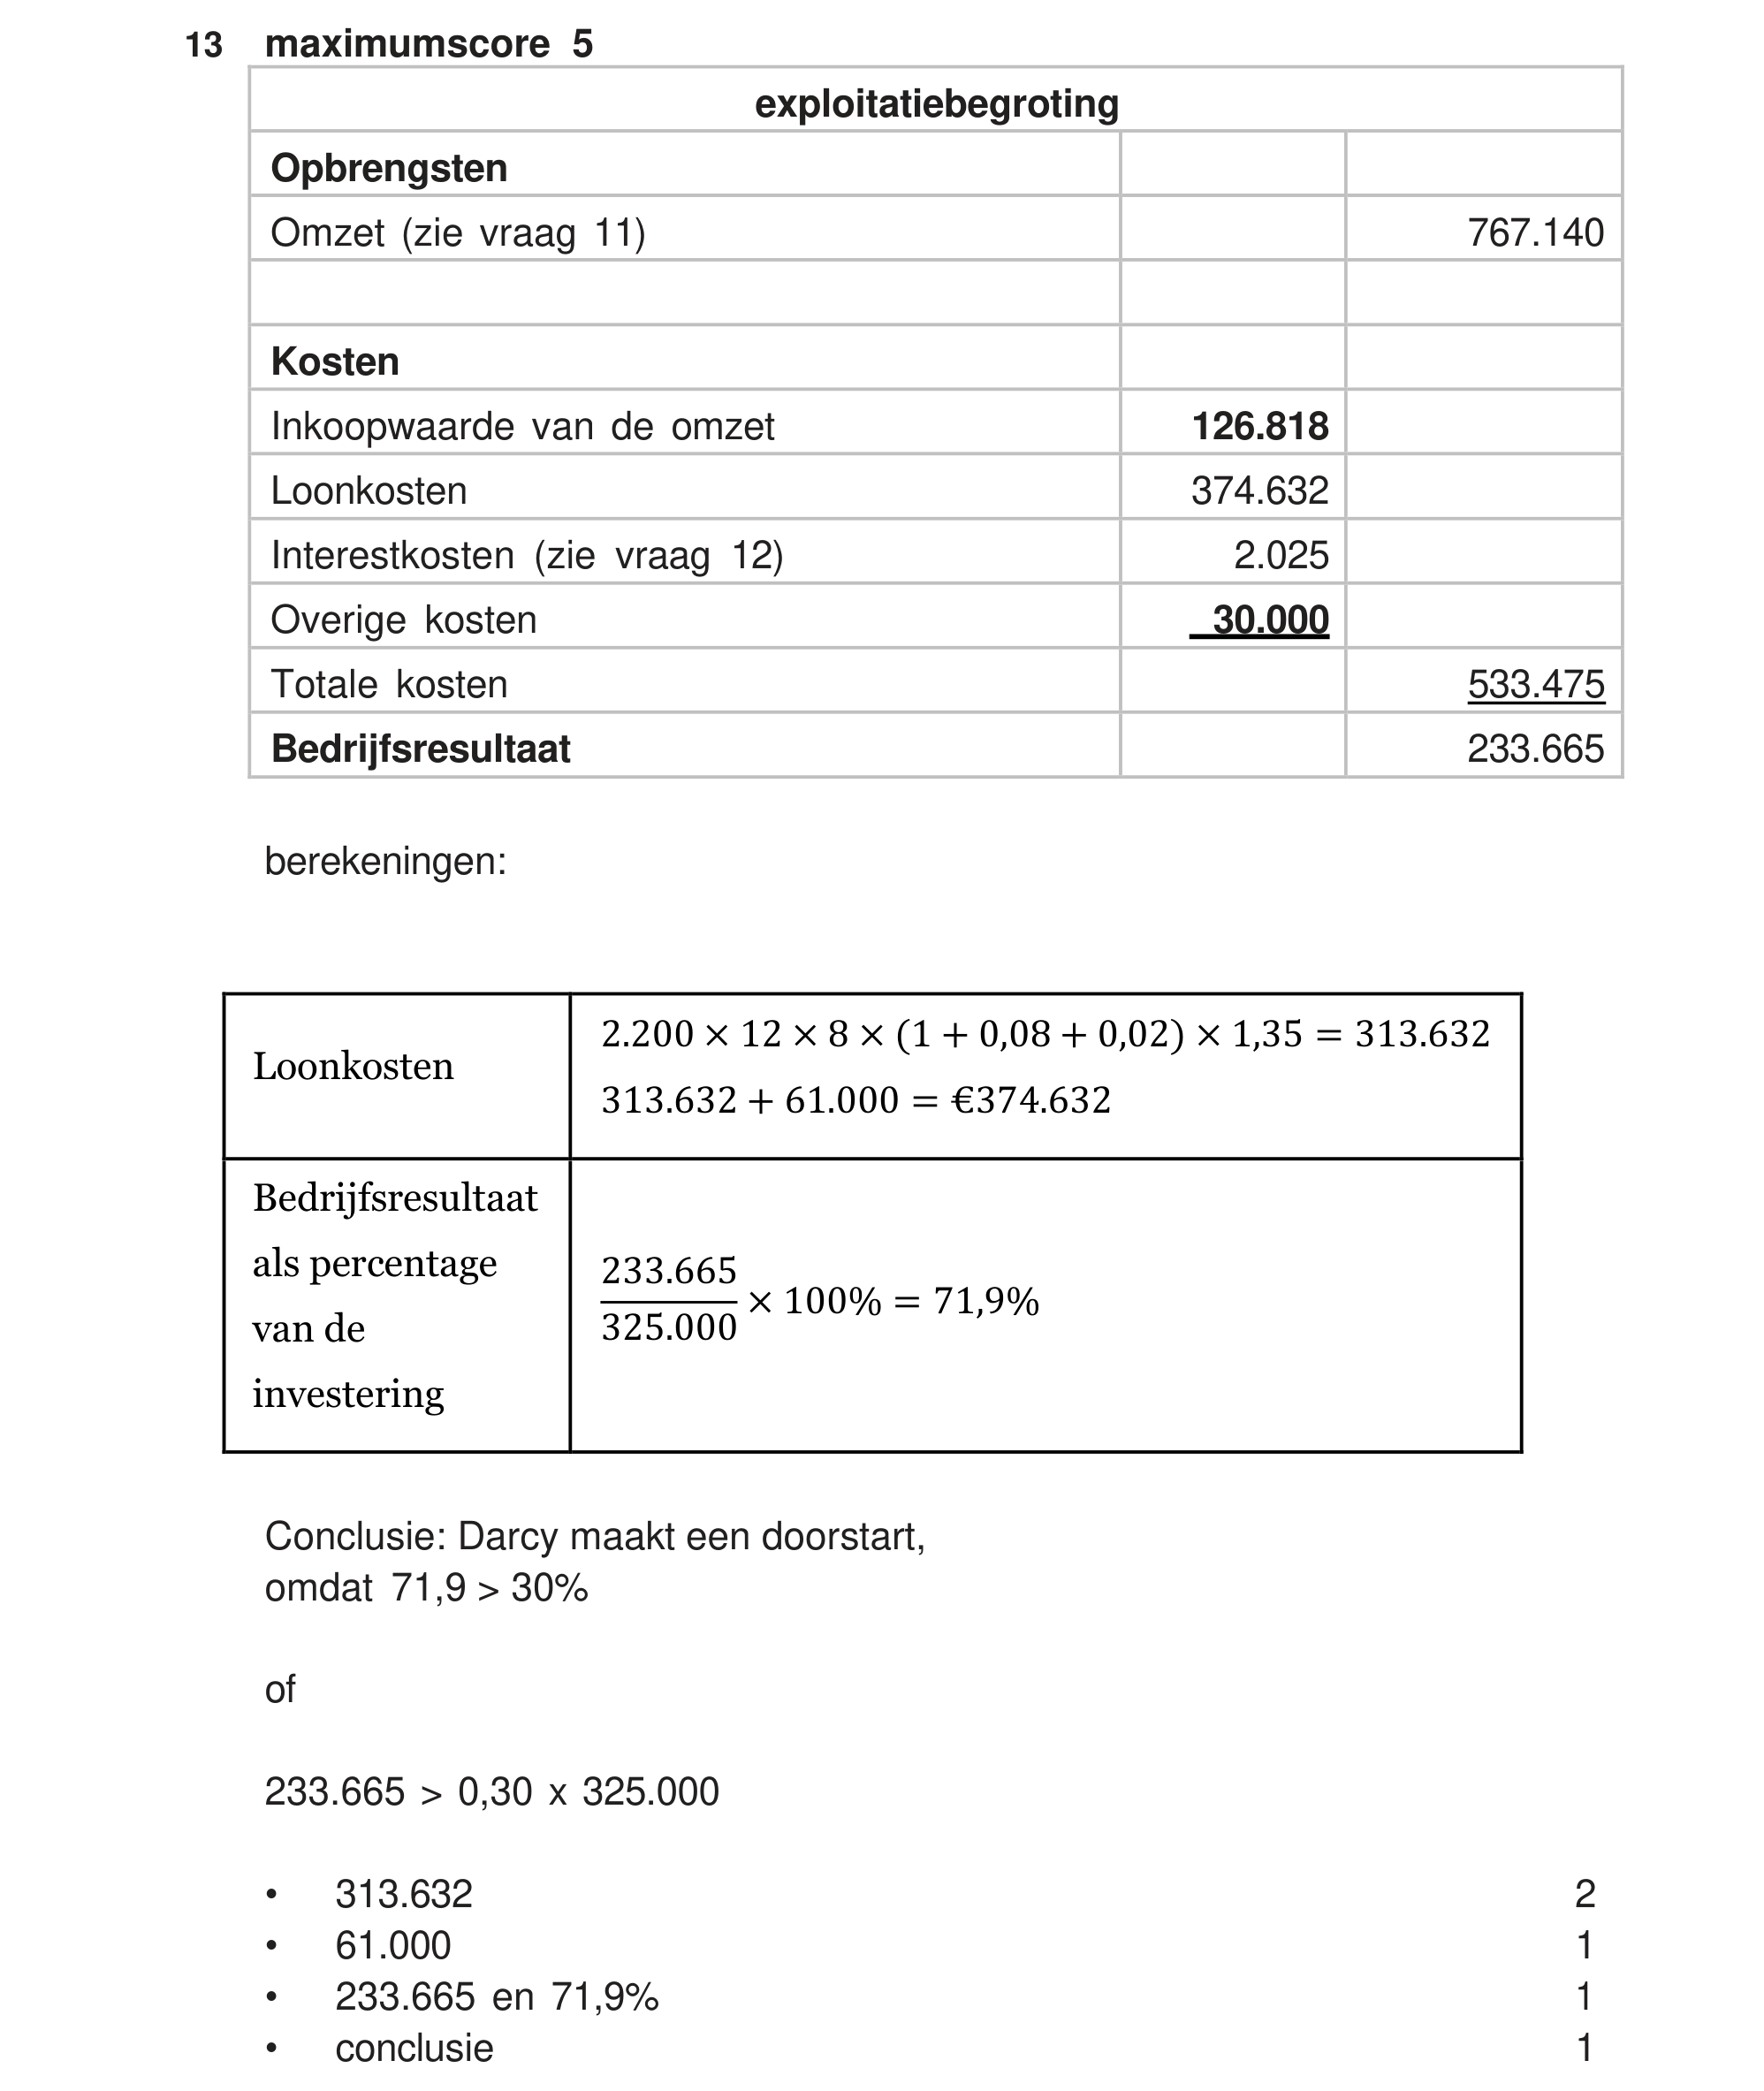 13 maximumscore 5
exploitatiebegroting
Opbrengsten
Omzet (zie vraag 11) 767.140
Kosten
Inkoopwaarde van de omzet 126.818
Loonkosten 374.632
Interestkosten (zie vraag 12) 2.025
Overige kosten 30.000
Totale kosten 533.475
Bedrijfsresultaat 233.665
berekeningen:
Loonkosten
2.200 × 12 × 8 × (1 + 0,08 + 0,02) × 1,35 = 313.632
313.632 + 61.000 = €374.632
Bedrijfsresultaat
als percentage
van de
investering
233.665
325.000
× 100% = 71,9%
Conclusie: Darcy maakt een doorstart,
omdat 71,9 > 30%
of
233.665 > 0,30 x 325.000
• 313.632 2
• 61.000 1
• 233.665 en 71,9% 1
• conclusie 1